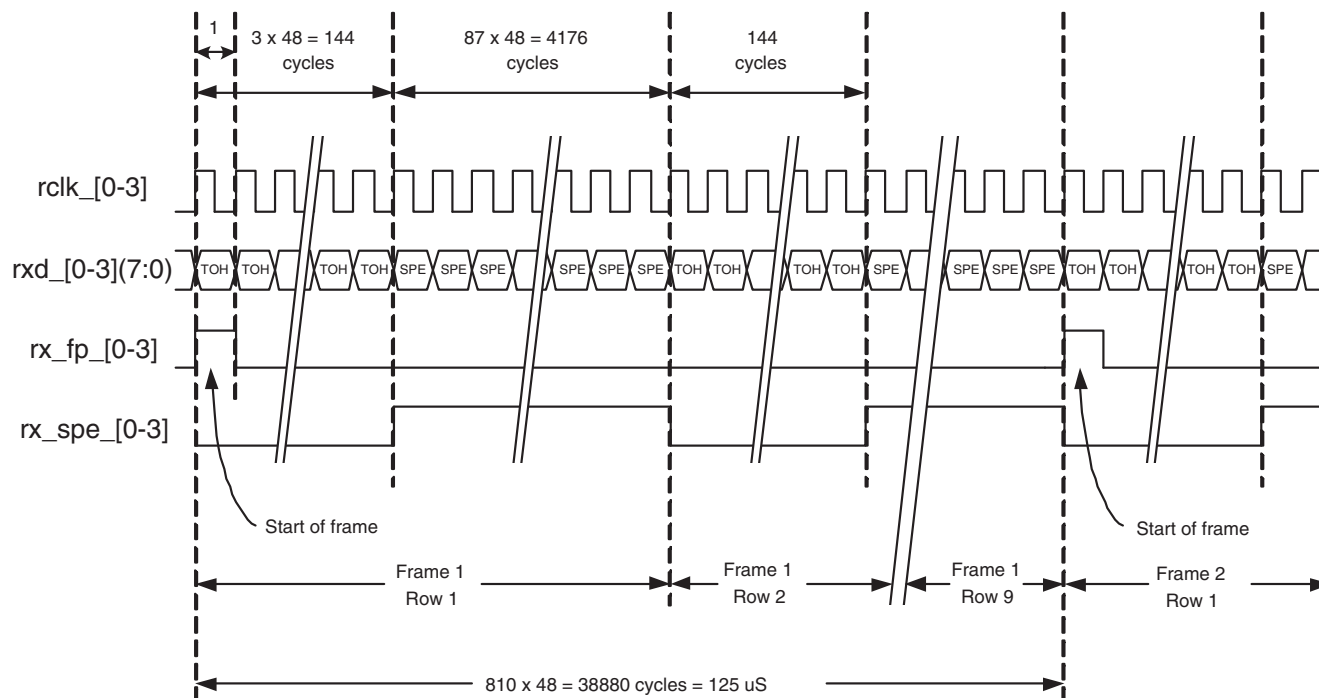 1
3 x 48 = 144
cycles
87 x 48 = 4176
cycles
144
cycles
rclk_[0-3]
rxd_[0-3](7:0)
TOH TOH TOH TOH SPE SPE SPE SPE SPE SPE TOH TOH TOH TOH SPE SPE SPE SPE TOH TOH TOH TOH SPE
rx_fp_[0-3]
rx_spe_[0-3]
Start of frame
Start of frame
Frame 1
Row 1
Frame 1
Row 2
Frame 1
Row 9
Frame 2
Row 1
810 x 48 = 38880 cycles = 125 uS